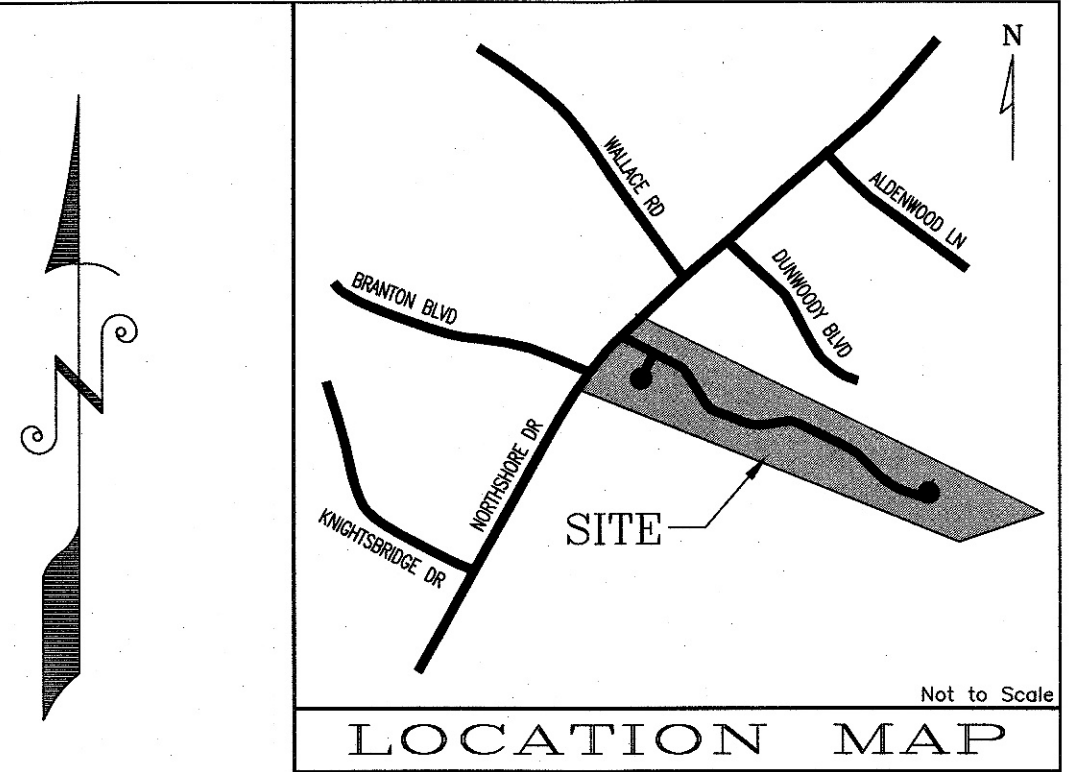 N
WALLACE RD
ALDENWOOD LN
DUNWOODY BLVD
BRANTON BLVD
N
NORTHSHORE DR
KNIGHTSBRIDGE DR
SITE
Not to Scale
LOCATION MAP